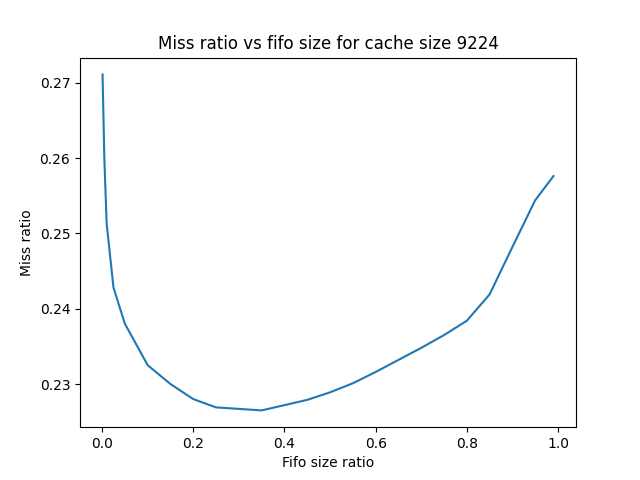 Miss ratio vs fifo size for cache size 9224
0.27
0.26
0.25
0.24
0.23
Miss ratio
0.0 0.2 0.4 0.6 0.8 1.0
Fifo size ratio